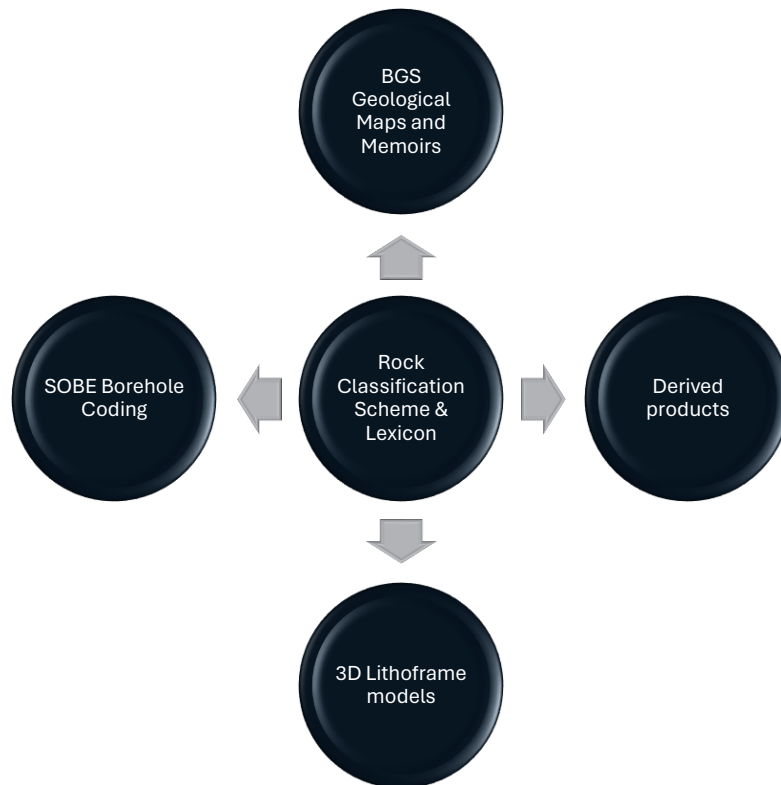 BGS
Geological
Maps and
Memoirs
SOBE Borehole
Coding
Rock
Classification
Scheme &
Lexicon
Derived
products
3D Lithoframe
models